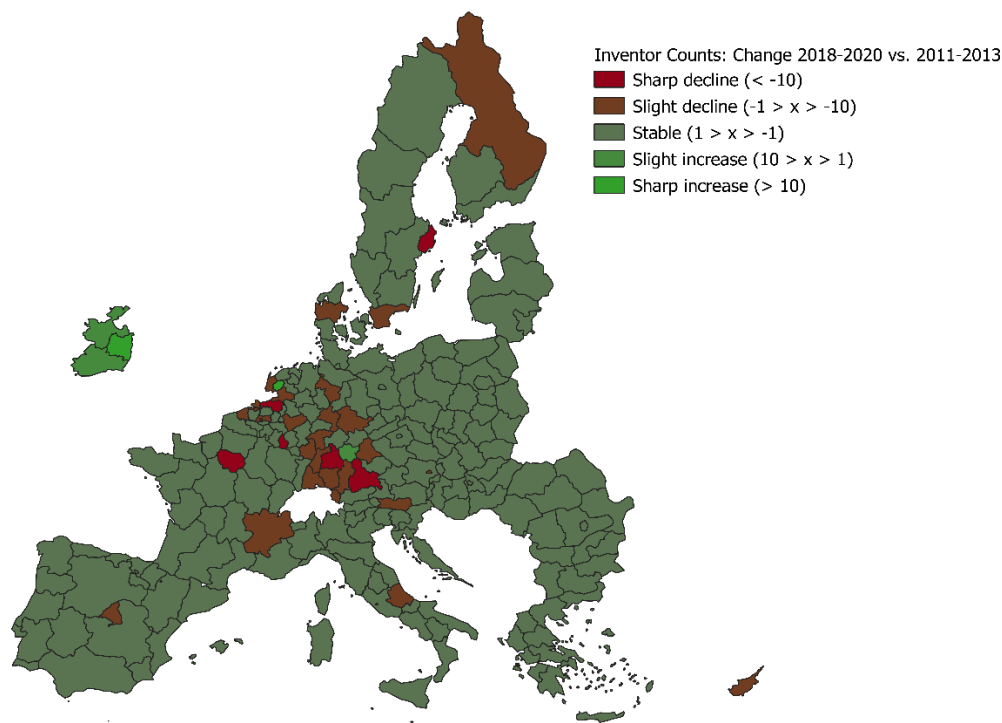 Inventor Counts: Change 2018-2020 vs. 2011-2013
Sharp decline (< -10)
Slight decline (-1 > x > -10)
Stable (1 > x > -1)
Slight increase (10 > x > 1)
Sharp increase (> 10)